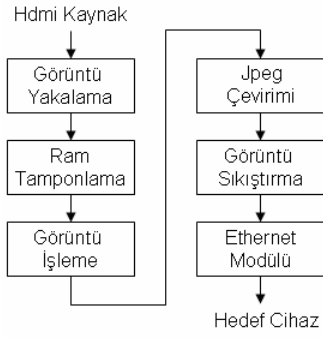 Hdmi Kaynak
Görüntü
Yakalama
Ram
Tamponlama
Görüntü
İşleme
Jpeg
Çevirimi
Görüntü
Sıkıştırma
Ethernet
Modülü
Hedef Cihaz